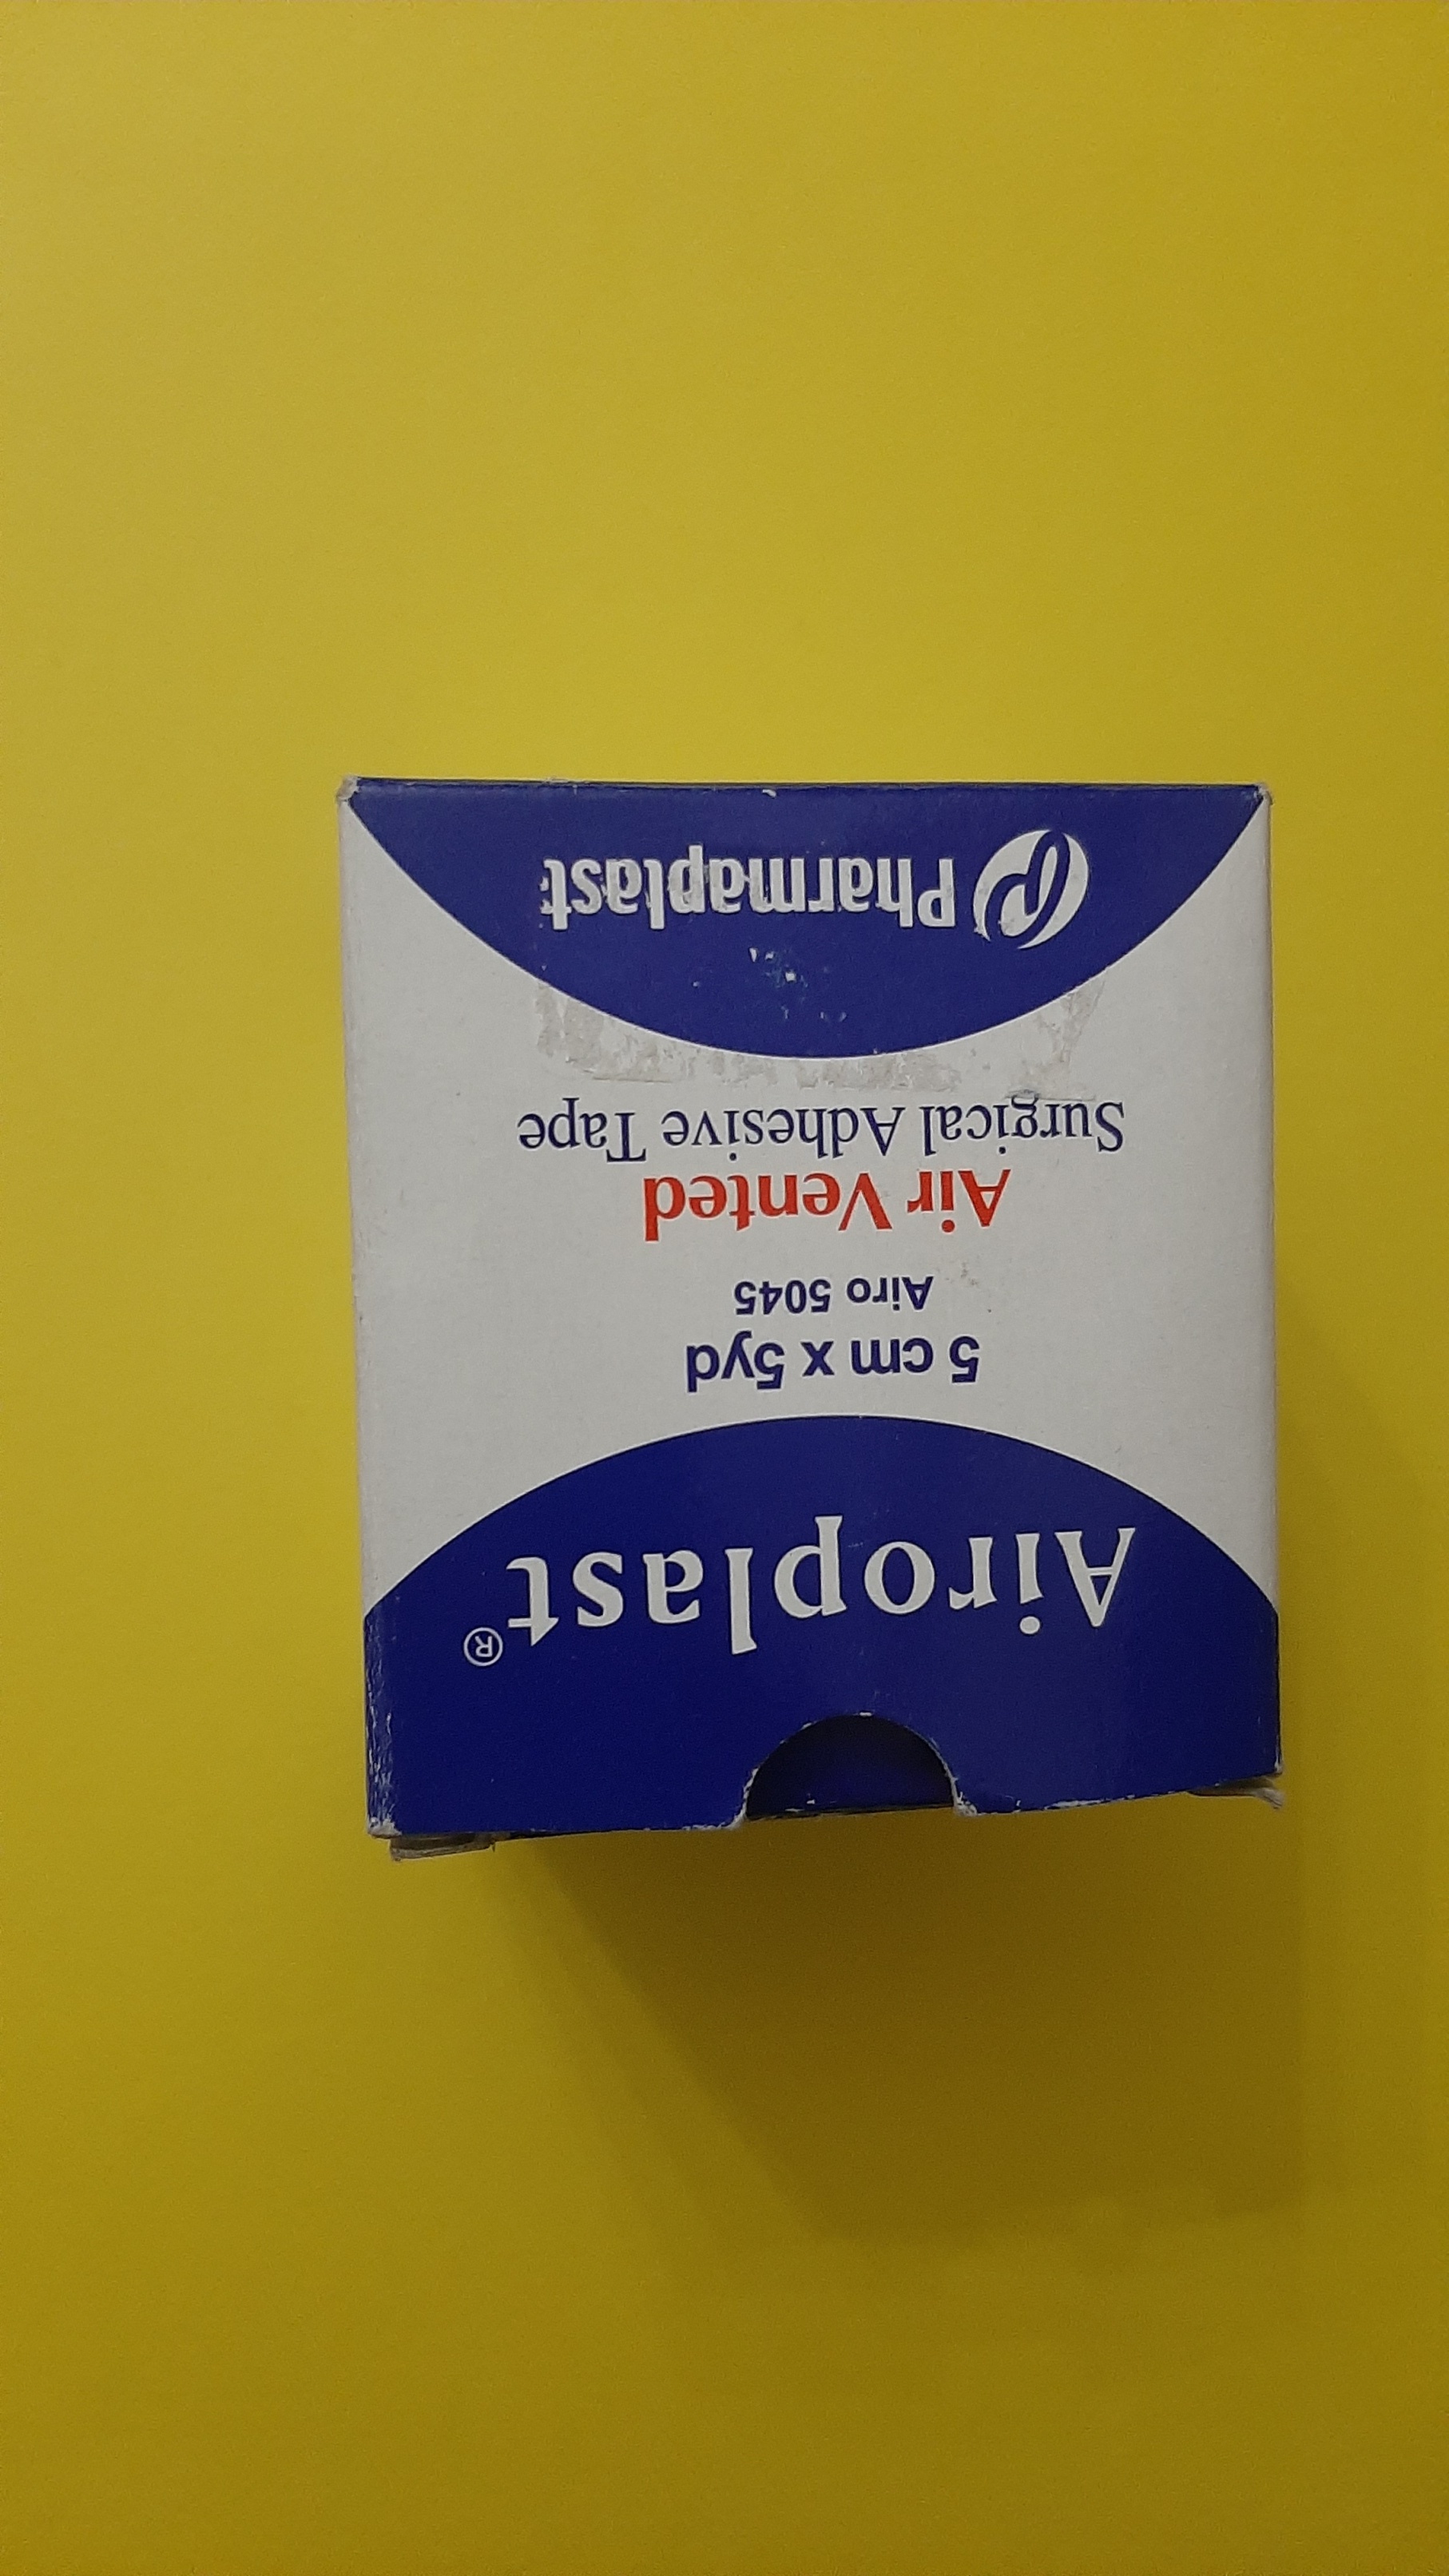 Airoplast®
5 cm x 5yd
Airo 5045
Air Vented
Surgical Adhesive Tape
Pharmaplast